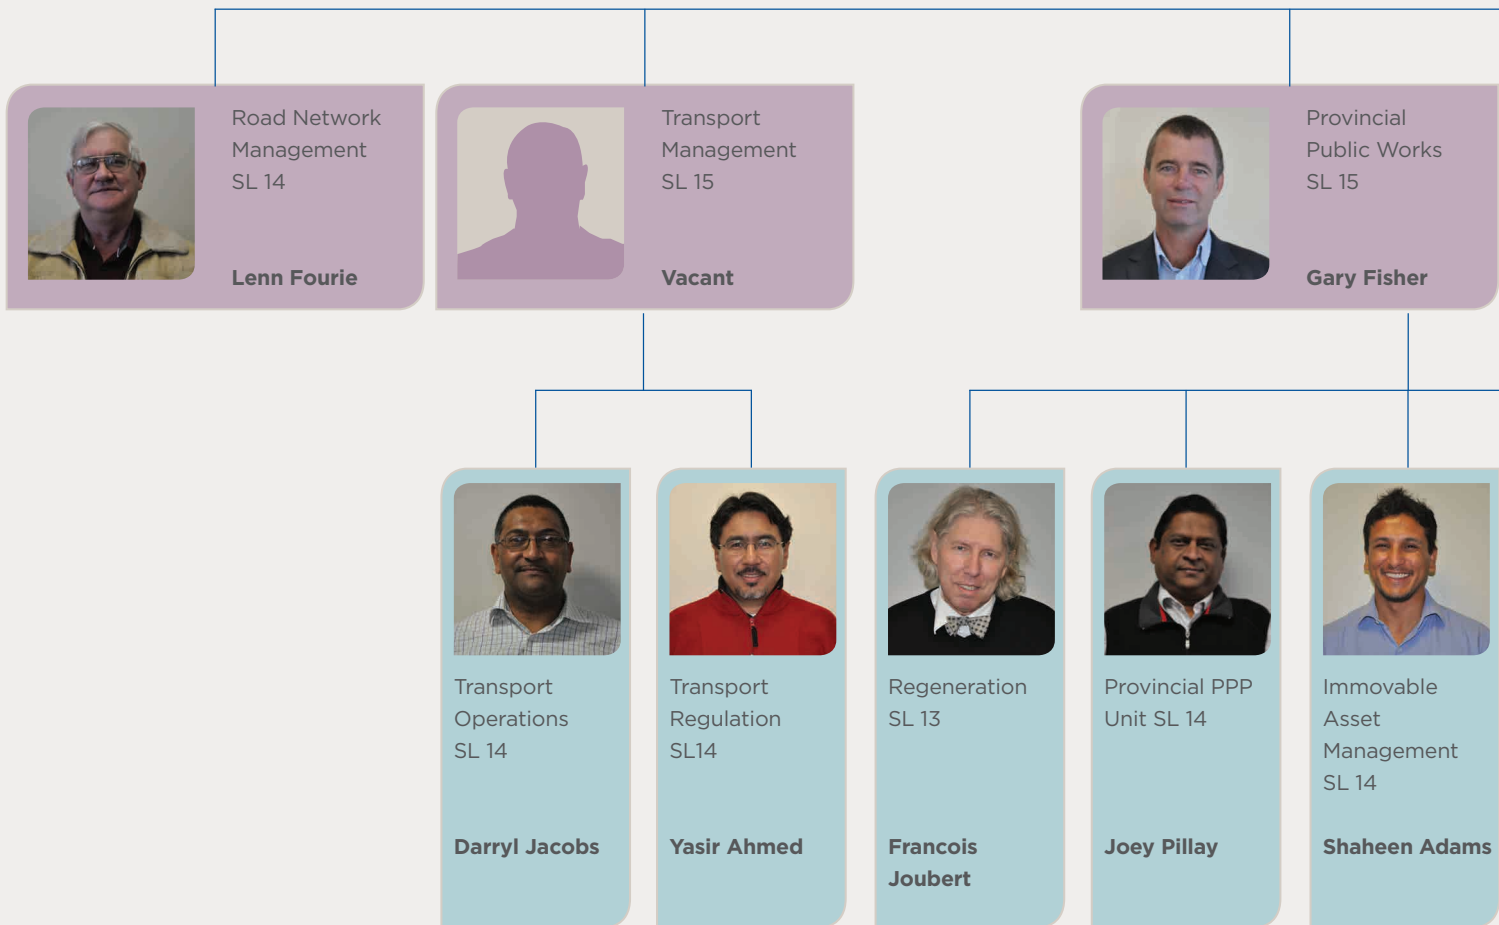 Road Network
Management
SL 14
Lenn Fourie
Transport
Management
SL 15
Vacant
Provincial
Public Works
SL 15
Gary Fisher
Transport
Operations
SL 14
Darryl Jacobs
Transport
Regulation
SL14
Yasir Ahmed
Regeneration
SL 13
Francois
Joubert
Provincial PPP
Unit SL 14
Joey Pillay
Immovable
Asset
Management
SL 14
Shaheen Adams